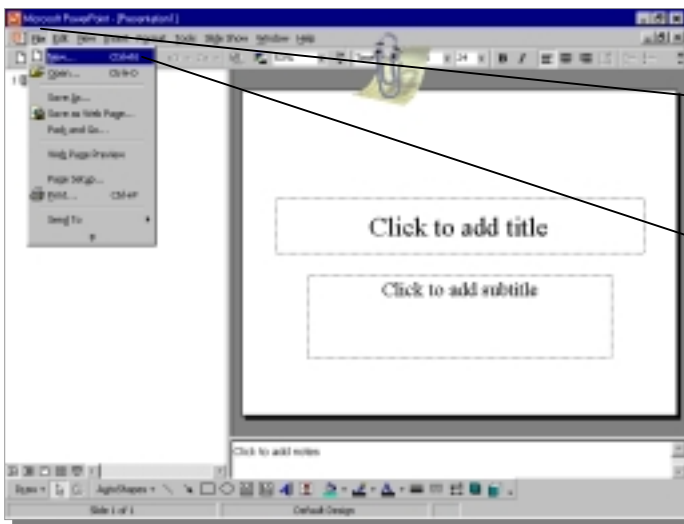 Microsoft PowerPoint - [Presentation1]
File Edit View Insert Format Tools Slide Show Window Help
New... Ctrl+N
Open... Ctrl+O
Save As...
Save as Web Page...
Pack and Go...
Web Page Preview
Page Setup...
Print... Ctrl+P
Send To
Click to add title
Click to add subtitle
Click to add notes
Draw AutoShapes
Slide 1 of 1 Default Design